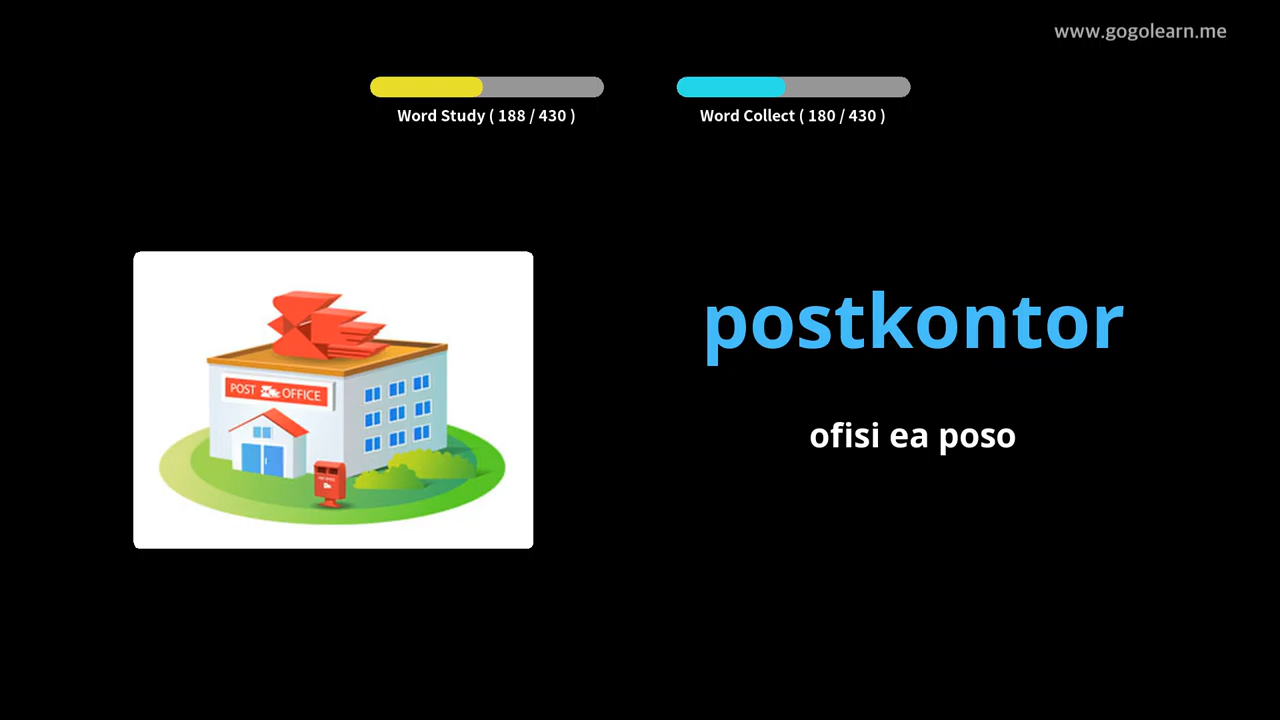 www.gogolearn.me
Word Study ( 188 / 430 )
Word Collect ( 180 / 430 )
POST OFFICE
postkontor
ofisi ea poso